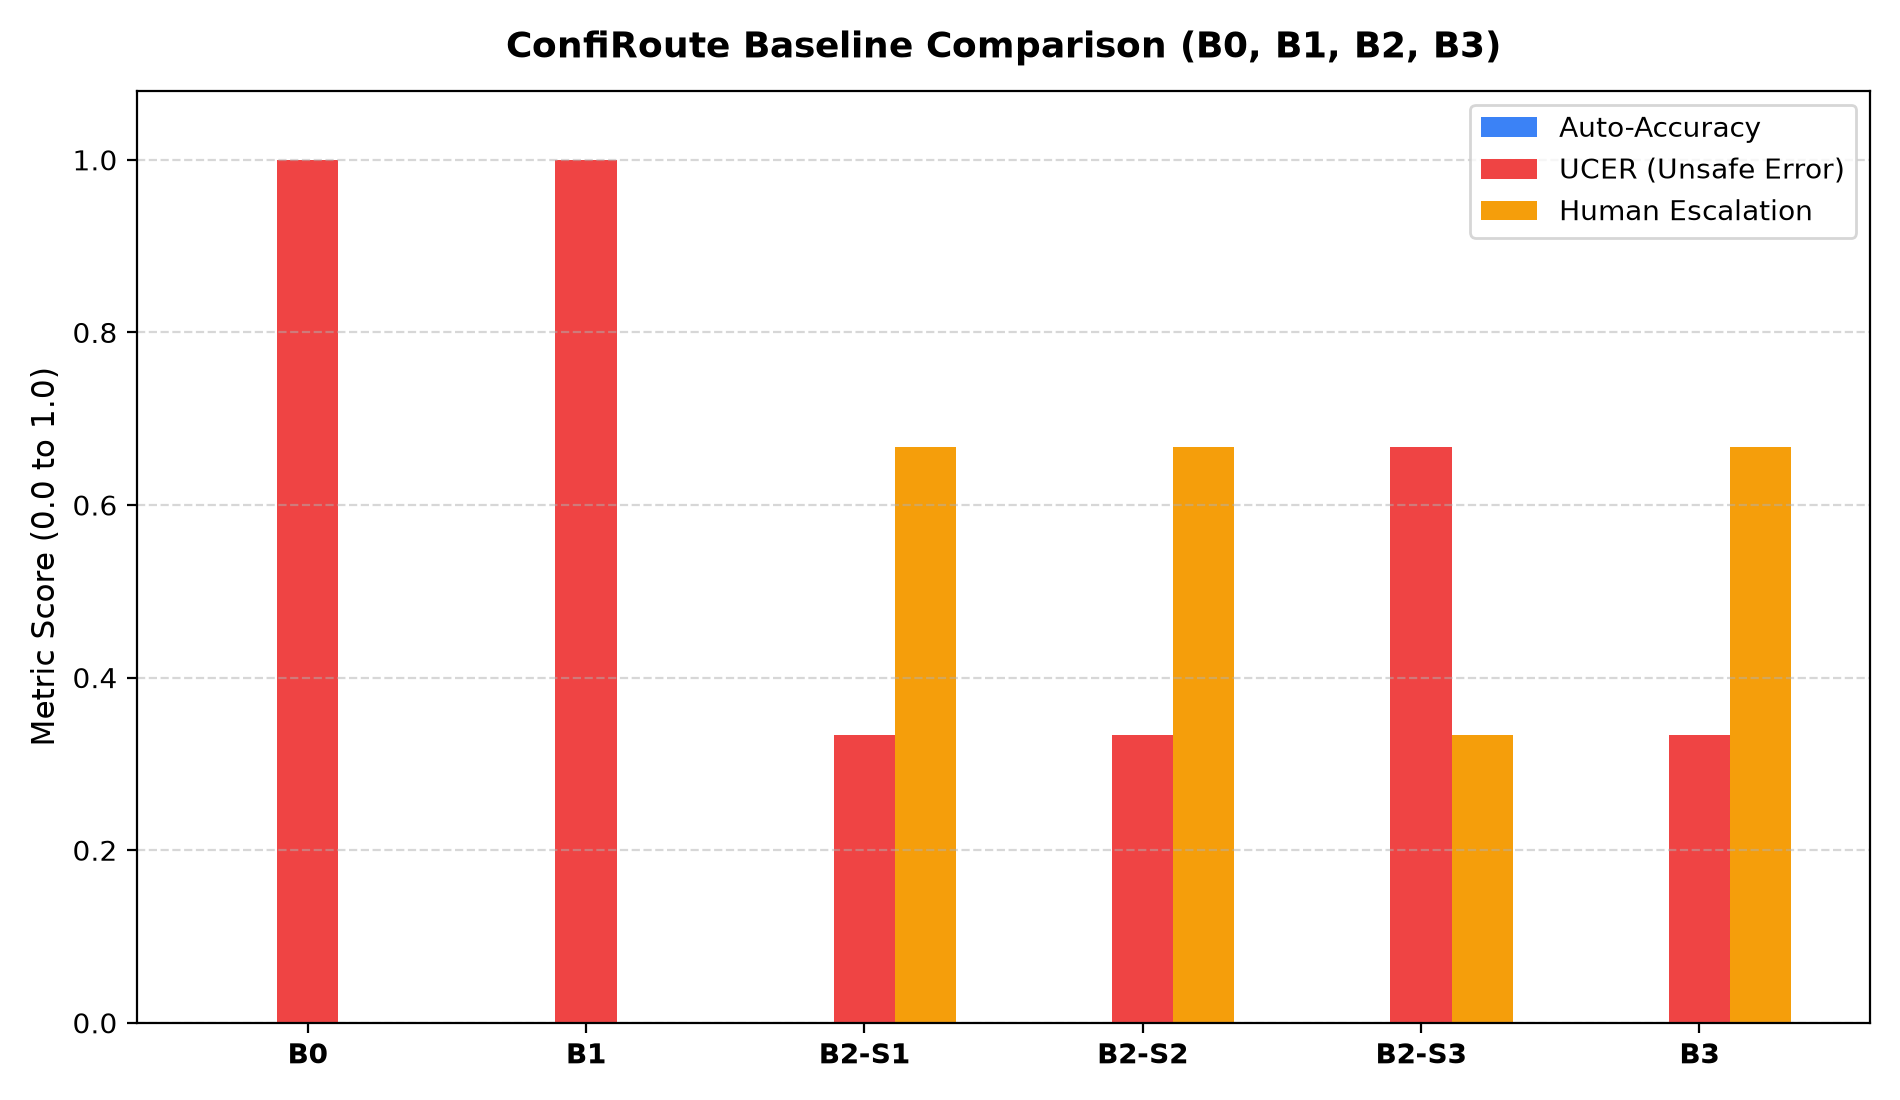 ConfiRoute Baseline Comparison (B0, B1, B2, B3)
Auto-Accuracy
UCER (Unsafe Error)
Human Escalation
Metric Score (0.0 to 1.0)
1.0
0.8
0.6
0.4
0.2
0.0
B0 B1 B2-S1 B2-S2 B2-S3 B3